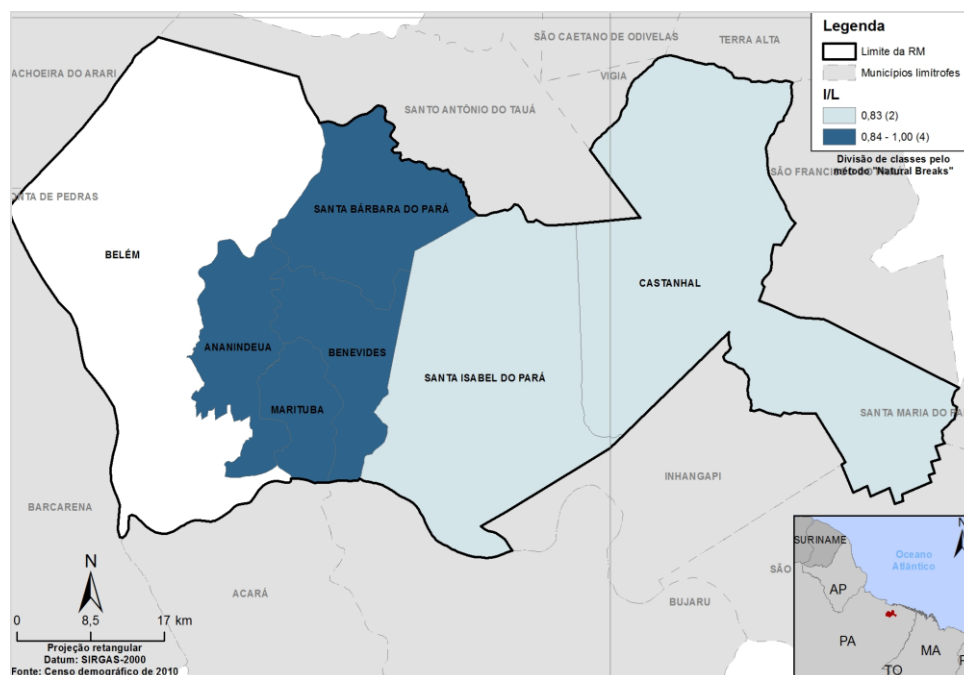 SÃO CAETANO DE ODIVELAS
TERRA ALTA
ACHOEIRA DO ARARI
VIGIA
SANTO ANTÔNIO DO TAUÁ
ONTA DE PEDRAS
SANTA BÁRBARA DO PARÁ
BELÉM
CASTANHAL
ANANINDEUA
BENEVIDES
SANTA ISABEL DO PARÁ
MARITUBA
SANTA MARIA DO PA
INHANGAPI
BARCARENA
ACARÁ
BUJARU
SÃO
Legenda
Limite da RM
Municípios limítrofes
I/L
0,83 (2)
0,84 - 1,00 (4)
Divisão de classes pelo
método "Natural Breaks"
SÃO FRANCI
N
0 8,5 17 km
Projeção retangular
Datum: SIRGAS-2000
Fonte: Censo demográfico de 2010
N
SURINAME
Oceano
Atlântico
AP
PA
MA
TO